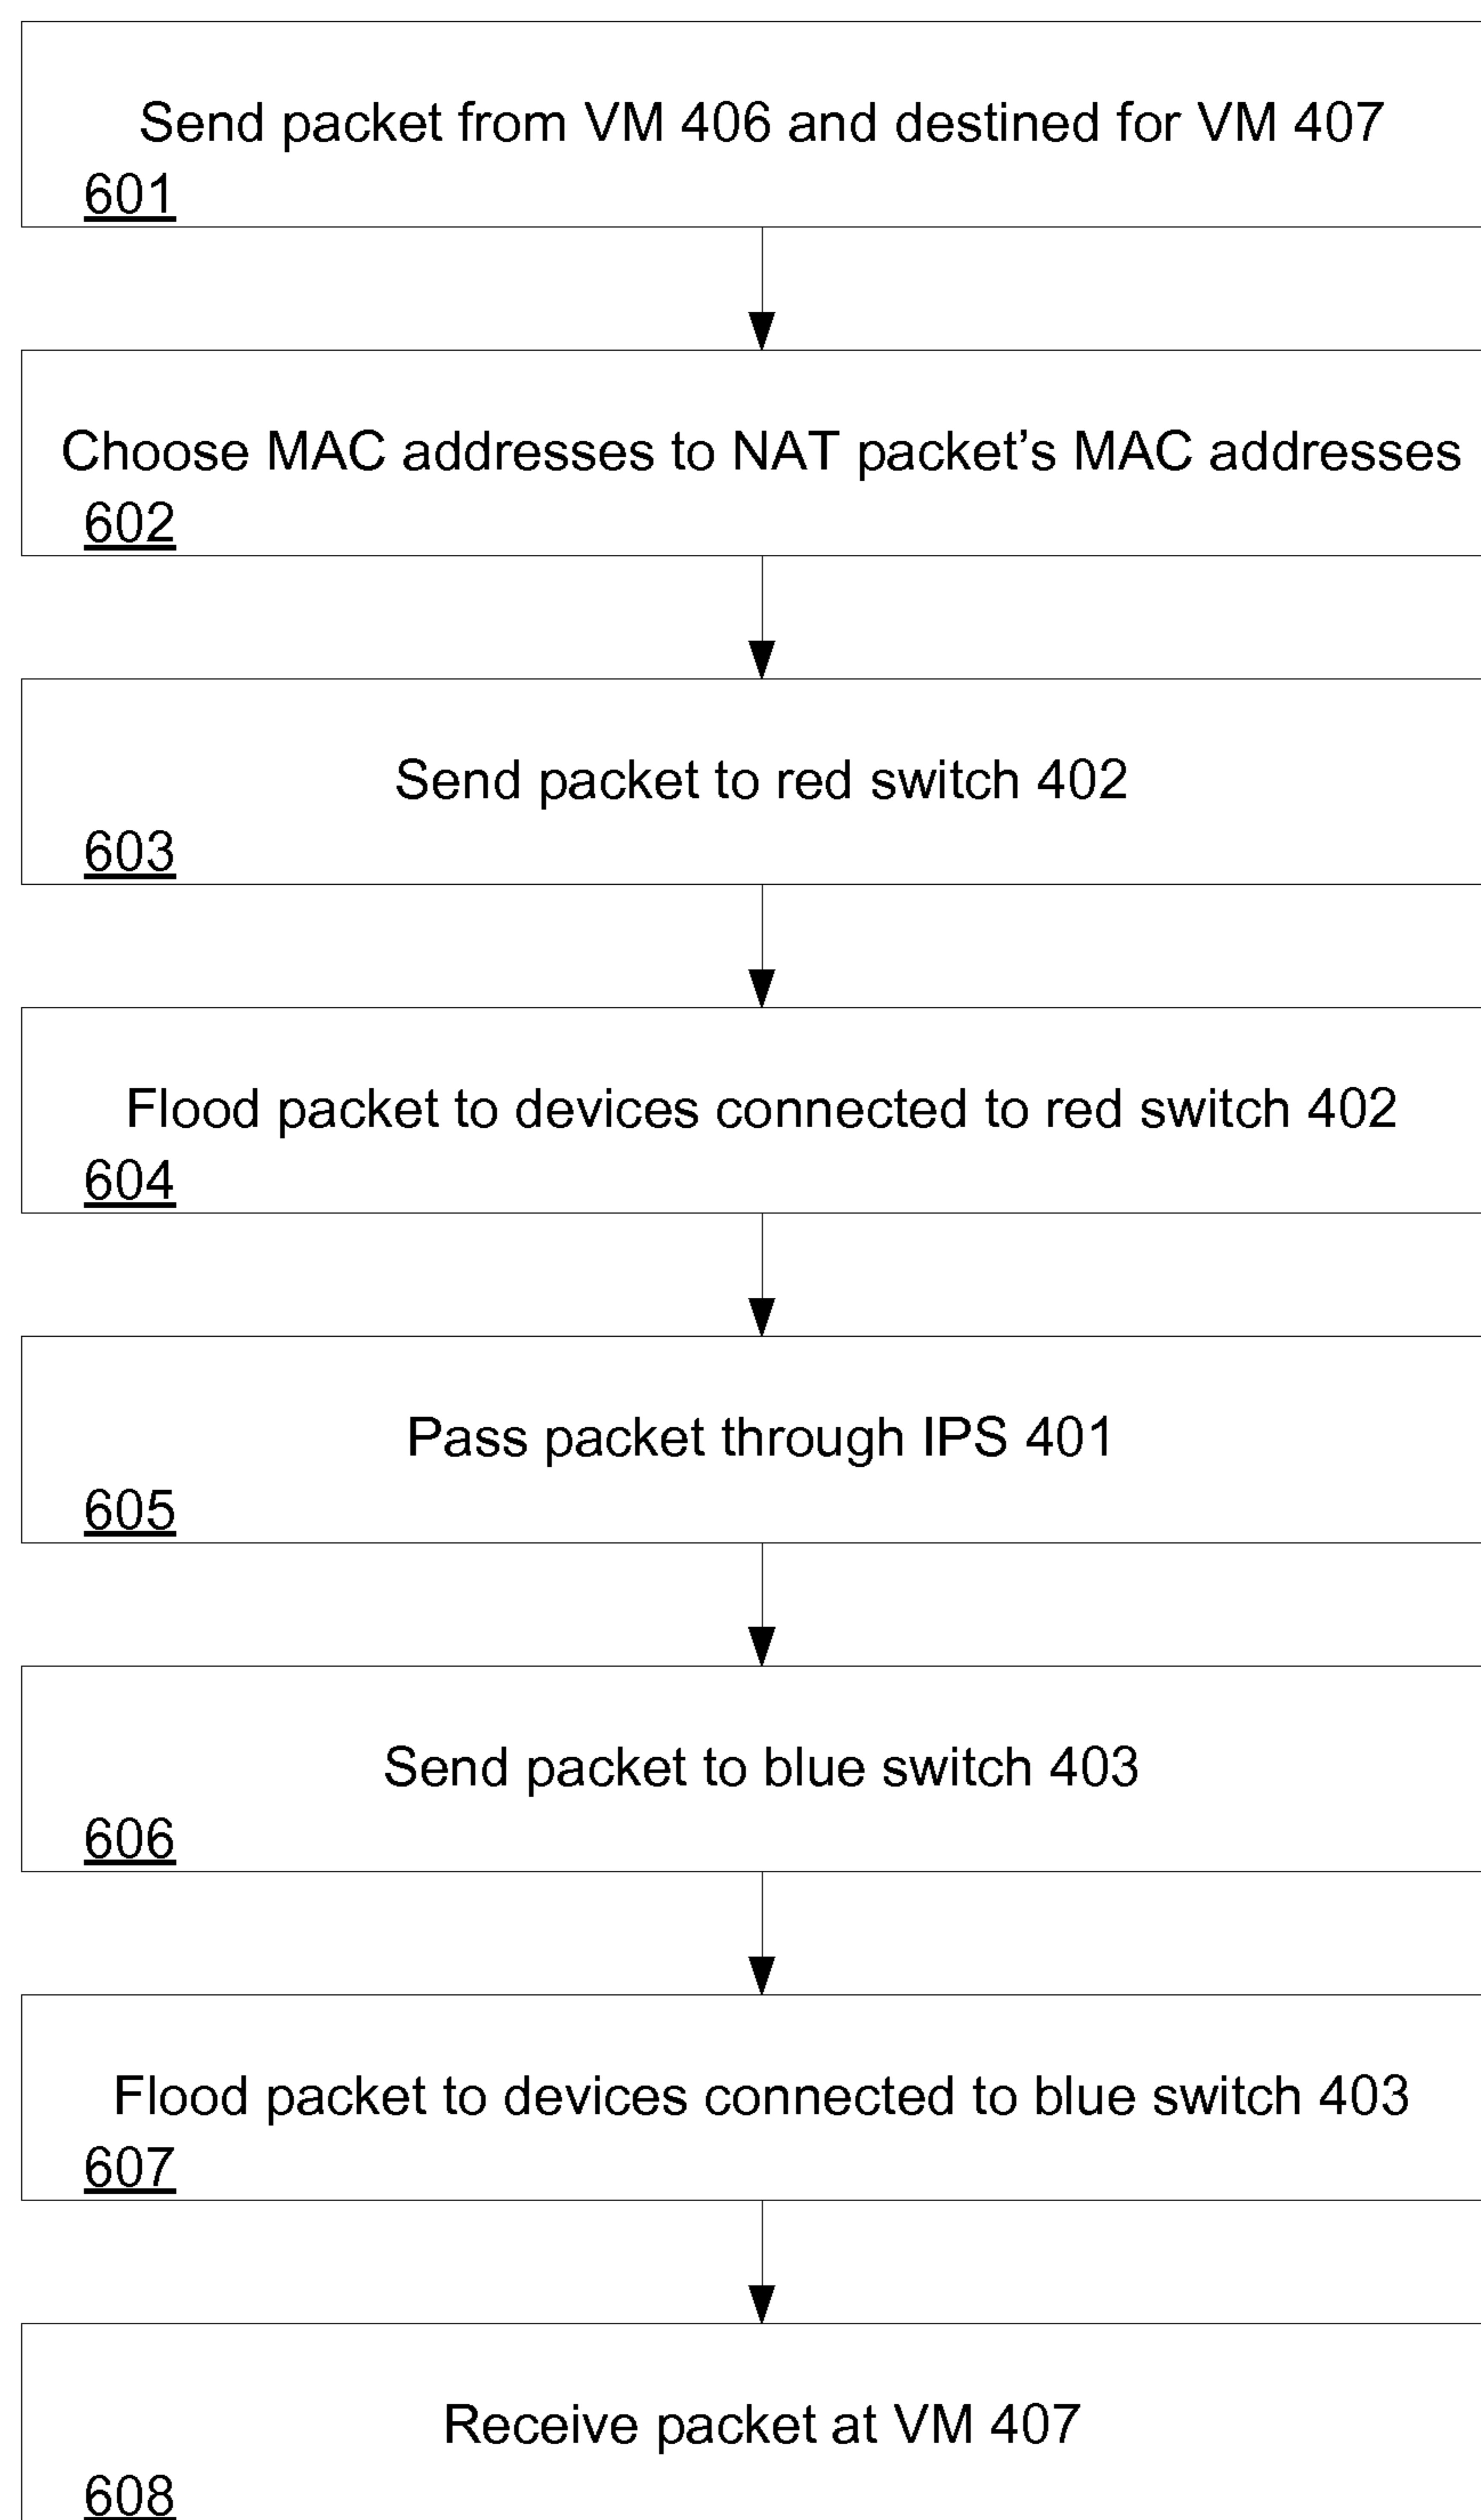 Send packet from VM 406 and destined for VM 407
601
Choose MAC addresses to NAT packet's MAC addresses
602
Send packet to red switch 402
603
Flood packet to devices connected to red switch 402
604
Pass packet through IPS 401
605
Send packet to blue switch 403
606
Flood packet to devices connected to blue switch 403
607
Receive packet at VM 407
608